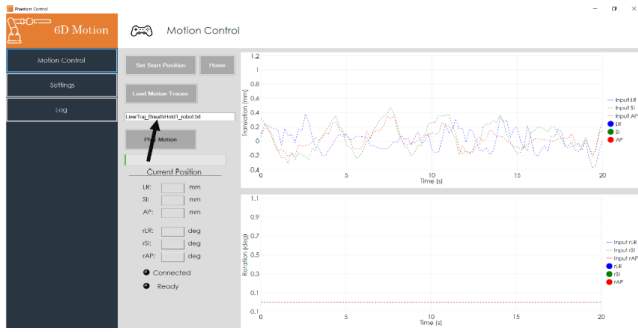 Phantom Control
6D Motion
Motion Control
Motion Control
Settings
Log
Set Start Position
Home
Load Motion Traces
LiverTraj_BreathHold1_robot.txt
Play Motion
Current Position
LR: mm
SI: mm
AP: mm
rLR: deg
rSI: deg
rAP: deg
Connected
Ready
1.2
1
0.8
0.6
0.4
0.2
0
-0.2
-0.4
Translation (mm)
0
5
10
15
20
Time (s)
Input LR
Input SI
Input AP
LR
SI
AP
1.1
0.9
0.7
0.5
0.3
0.1
-0.1
Rotation (deg)
0
5
10
15
20
Time (s)
Input rLR
Input rSI
Input rAP
rLR
rSI
rAP